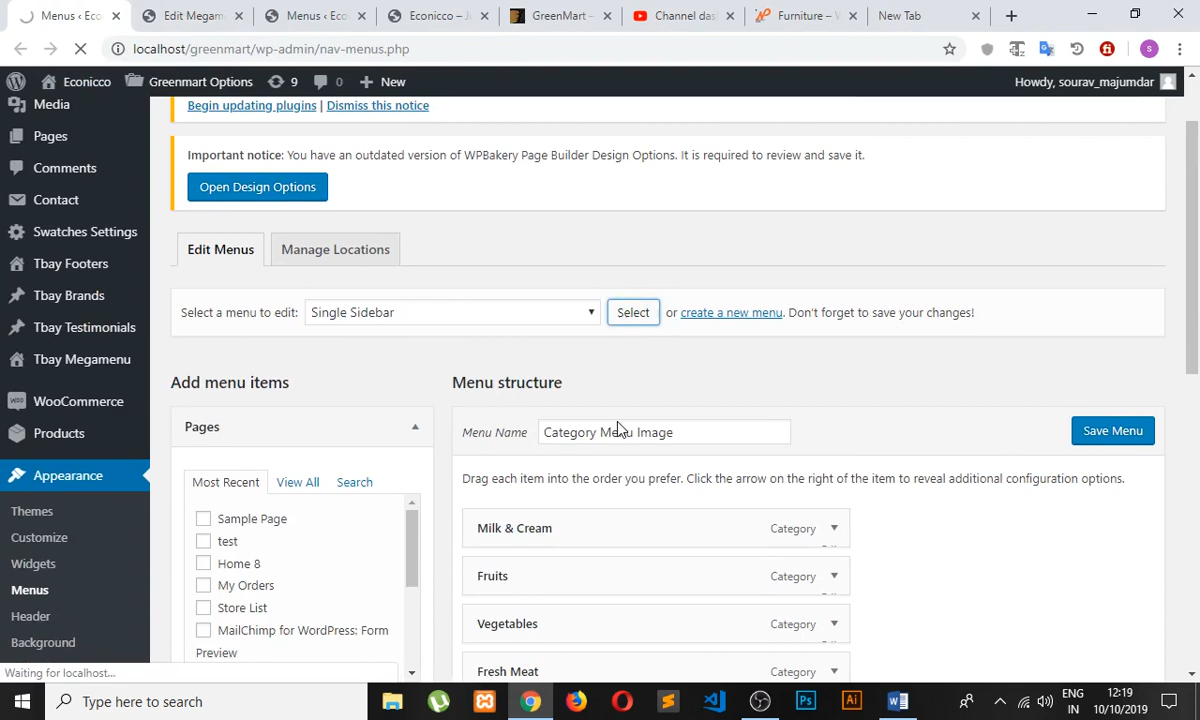 Menus ‹ Eco
Edit Megam
Menus ‹ Econ
Econicco – J
GreenMart –
Channel das
Furniture – W
New Tab
localhost/greenmart/wp-admin/nav-menus.php
Econicco
Greenmart Options
9
0
New
Howdy, sourav_majumdar
Media
Pages
Comments
Contact
Swatches Settings
Tbay Footers
Tbay Brands
Tbay Testimonials
Tbay Megamenu
WooCommerce
Products
Appearance
Themes
Customize
Widgets
Menus
Header
Background
Begin updating plugins | Dismiss this notice
Important notice: You have an outdated version of WPBakery Page Builder Design Options. It is required to review and save it.
Open Design Options
Edit Menus
Manage Locations
Select a menu to edit: Single Sidebar Select or create a new menu. Don't forget to save your changes!
Add menu items
Pages
Most Recent View All Search
Sample Page
test
Home 8
My Orders
Store List
MailChimp for WordPress: Form
Preview
Menu structure
Menu Name Category Menu Image
Save Menu
Drag each item into the order you prefer. Click the arrow on the right of the item to reveal additional configuration options.
Milk & Cream Category
Fruits Category
Vegetables Category
Fresh Meat Category
Waiting for localhost...
Type here to search
ENG
IN
12:19
10/10/2019